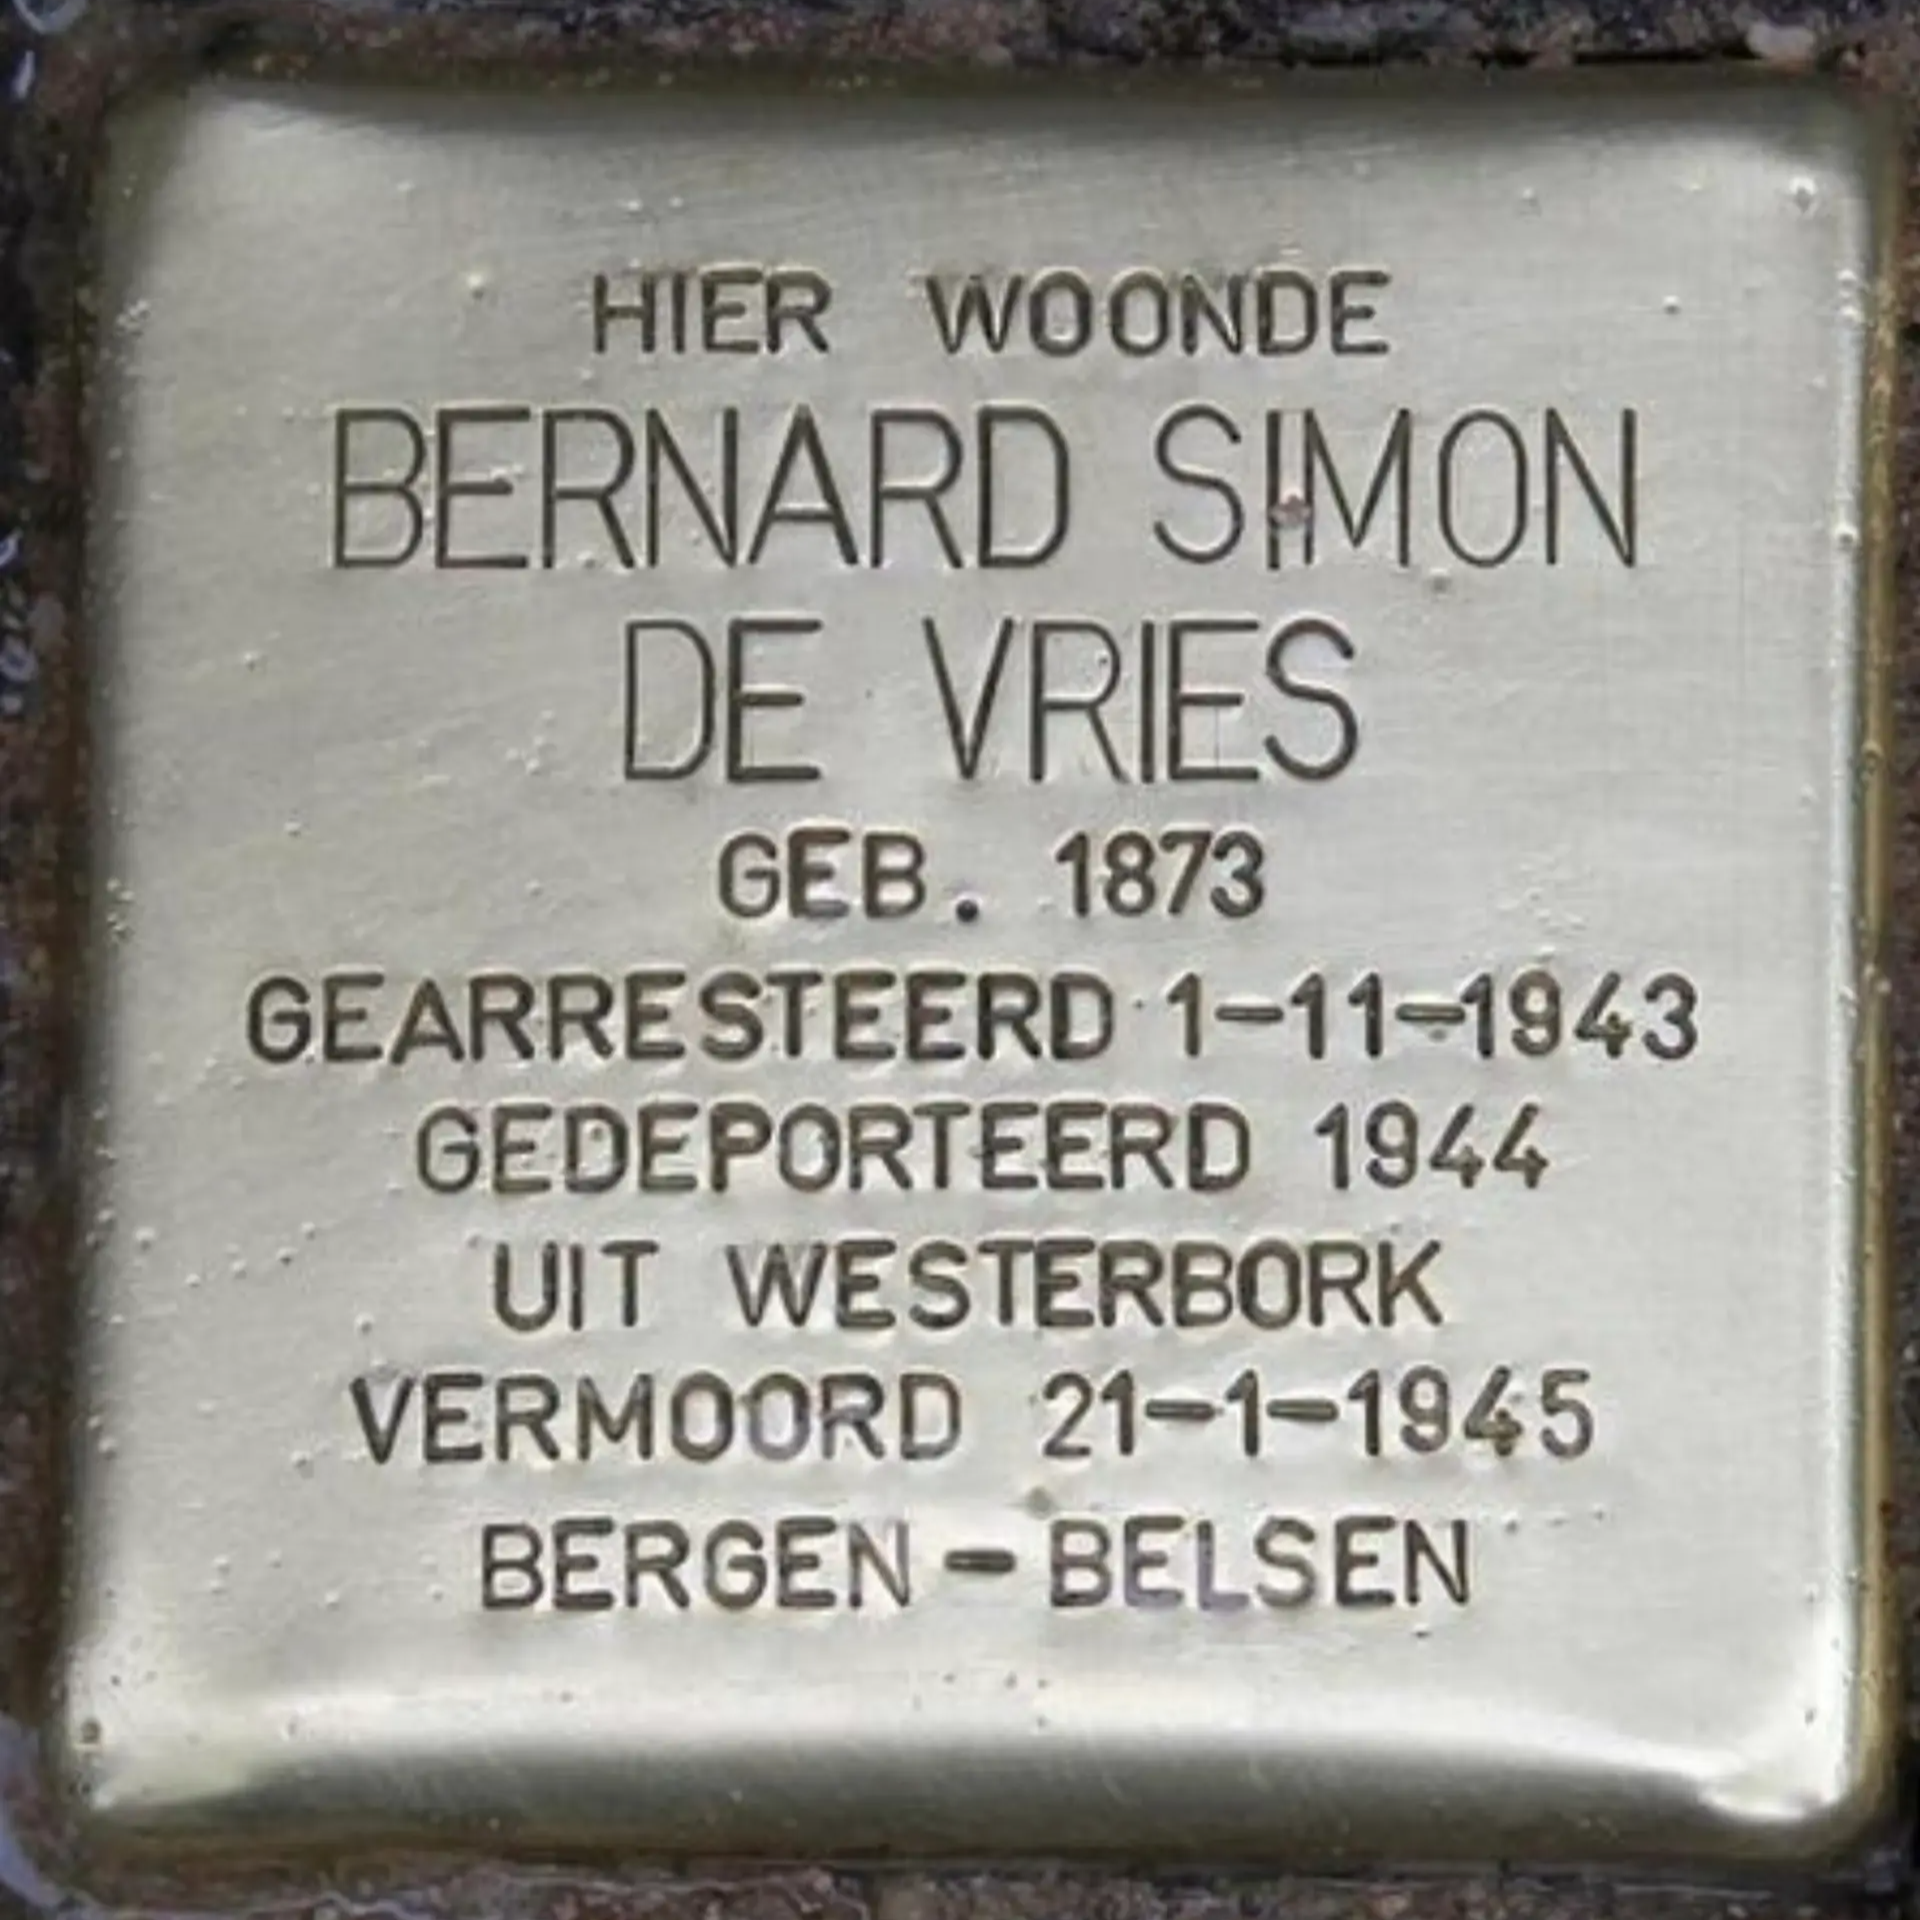 HIER WOONDE
BERNARD SIMON
DE VRIES
GEB. 1873
GEARRESTEERD 1-11-1943
GEDEPORTEERD 1944
UIT WESTERBORK
VERMOORD 21-1-1945
BERGEN - BELSEN